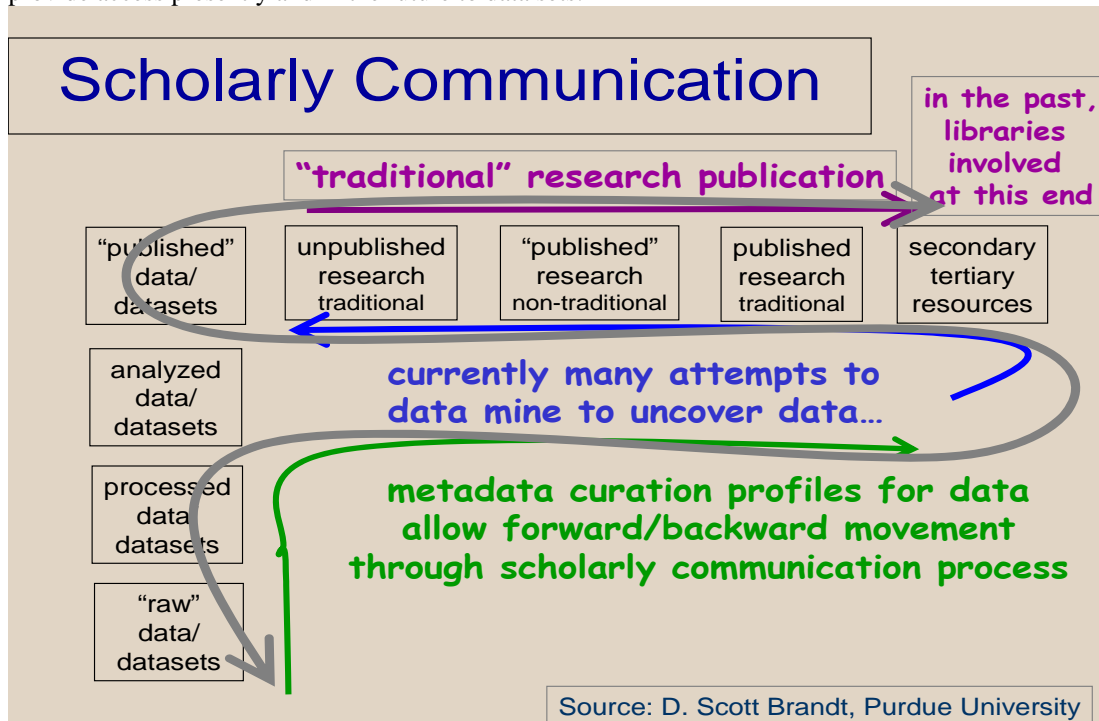 Scholarly Communication
in the past,
libraries
involved
at this end
“traditional” research publication
“published”
data/
datasets
unpublished
research
traditional
“published”
research
non-traditional
published
research
traditional
secondary
tertiary
resources
analyzed
data/
datasets
currently many attempts to
data mine to uncover data…
processed
data/
datasets
metadata curation profiles for data
allow forward/backward movement
through scholarly communication process
“raw”
data/
datasets
Source: D. Scott Brandt, Purdue University